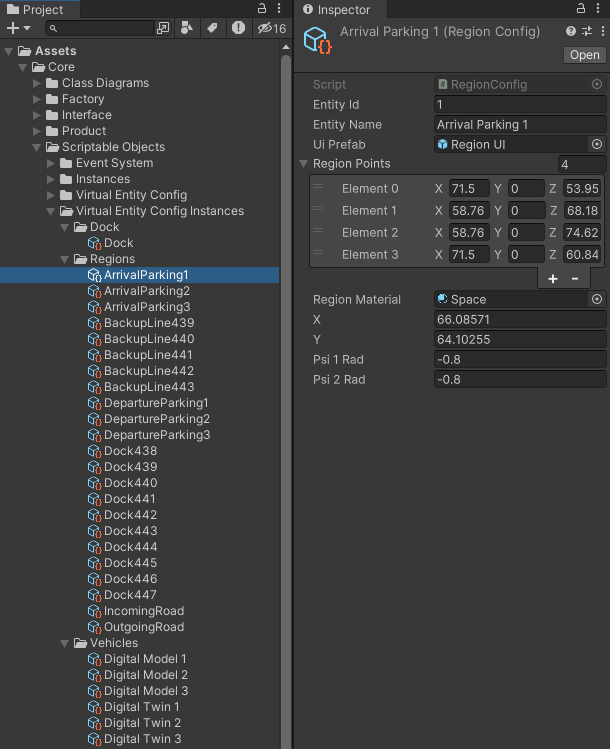 Project
16
Assets
Core
Class Diagrams
Factory
Interface
Product
Scriptable Objects
Event System
Instances
Virtual Entity Config
Virtual Entity Config Instances
Dock
Dock
Regions
ArrivalParking1
ArrivalParking2
ArrivalParking3
BackupLine439
BackupLine440
BackupLine441
BackupLine442
BackupLine443
DepartureParking1
DepartureParking2
DepartureParking3
Dock438
Dock439
Dock440
Dock441
Dock442
Dock443
Dock444
Dock445
Dock446
Dock447
IncomingRoad
OutgoingRoad
Vehicles
Digital Model 1
Digital Model 2
Digital Model 3
Digital Twin 1
Digital Twin 2
Digital Twin 3
Inspector
Arrival Parking 1 (Region Config)
Open
Script RegionConfig
Entity Id 1
Entity Name Arrival Parking 1
Ui Prefab Region UI
Region Points 4
Element 0 X 71.5 Y 0 Z 53.95
Element 1 X 58.76 Y 0 Z 68.18
Element 2 X 58.76 Y 0 Z 74.62
Element 3 X 71.5 Y 0 Z 60.84
+ -
Region Material Space
X 66.08571
Y 64.10255
Psi 1 Rad -0.8
Psi 2 Rad -0.8